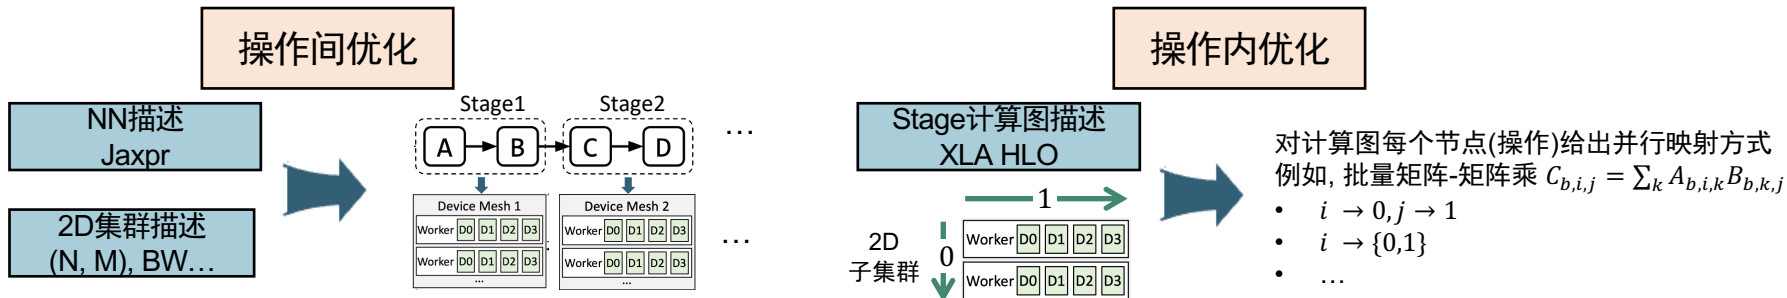 操作间优化
NN描述
Jaxpr
2D集群描述
(N, M), BW…
Stage1 Stage2
A B C D …
Device Mesh 1 Device Mesh 2
Worker D0 D1 D2 D3 Worker D0 D1 D2 D3 …
Worker D0 D1 D2 D3 Worker D0 D1 D2 D3
... ...
操作内优化
Stage计算图描述
XLA HLO
1
2D
子集群
0
Worker D0 D1 D2 D3
Worker D0 D1 D2 D3
对计算图每个节点(操作)给出并行映射方式
例如, 批量矩阵-矩阵乘 $C_{b,i,j} = \sum_k A_{b,i,k} B_{b,k,j}$
• i → 0, j → 1
• i → {0,1}
• …